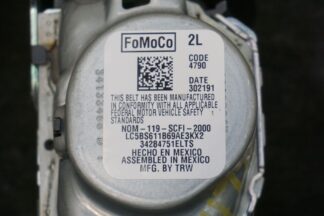 FoMoCo 2L
CODE
4790
DATE
302191
THIS BELT HAS BEEN MANUFACTURED
IN CONFORMITY WITH ALL APPLICABLE
FEDERAL MOTOR VEHICLE SAFETY
STANDARDS
NOM-119-SCFI-2000
LC5BS611B69AE3KX2
34284751ELTS
HECHO EN MEXICO
ASSEMBLED IN MEXICO
MFG. BY TRW